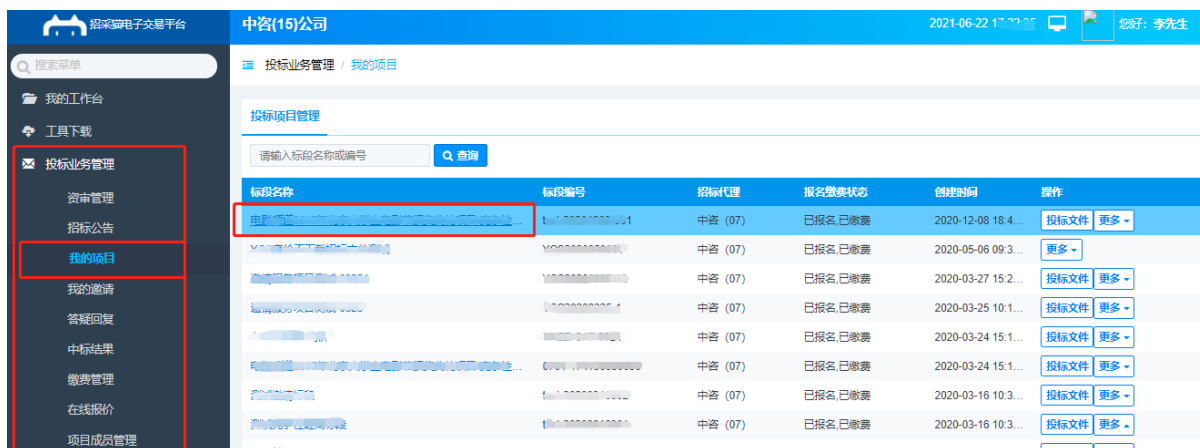 招采猫电子交易平台
中咨(15)公司
2021-06-22
您好: 李先生
搜索菜单
投标业务管理 / 我的项目
我的工作台
工具下载
投标业务管理
资审管理
招标公告
我的项目
我的邀请
答疑回复
中标结果
缴费管理
在线报价
项目成员管理
投标项目管理
请输入标段名称或编号
查询
标段名称 标段编号 招标代理 报名缴费状态 创建时间 操作
中咨 (07) 已报名,已缴费 2020-12-08 18:4... 投标文件 更多
中咨 (07) 已报名,已缴费 2020-05-06 09:3... 更多
中咨 (07) 已报名,已缴费 2020-03-27 15:2... 投标文件 更多
中咨 (07) 已报名,已缴费 2020-03-25 10:1... 投标文件 更多
中咨 (07) 已报名,已缴费 2020-03-24 15:1... 投标文件 更多
中咨 (07) 已报名,已缴费 2020-03-24 15:1... 投标文件 更多
中咨 (07) 已报名,已缴费 2020-03-16 10:3... 投标文件 更多
中咨 (07) 已报名,已缴费 2020-03-16 10:3... 投标文件 更多